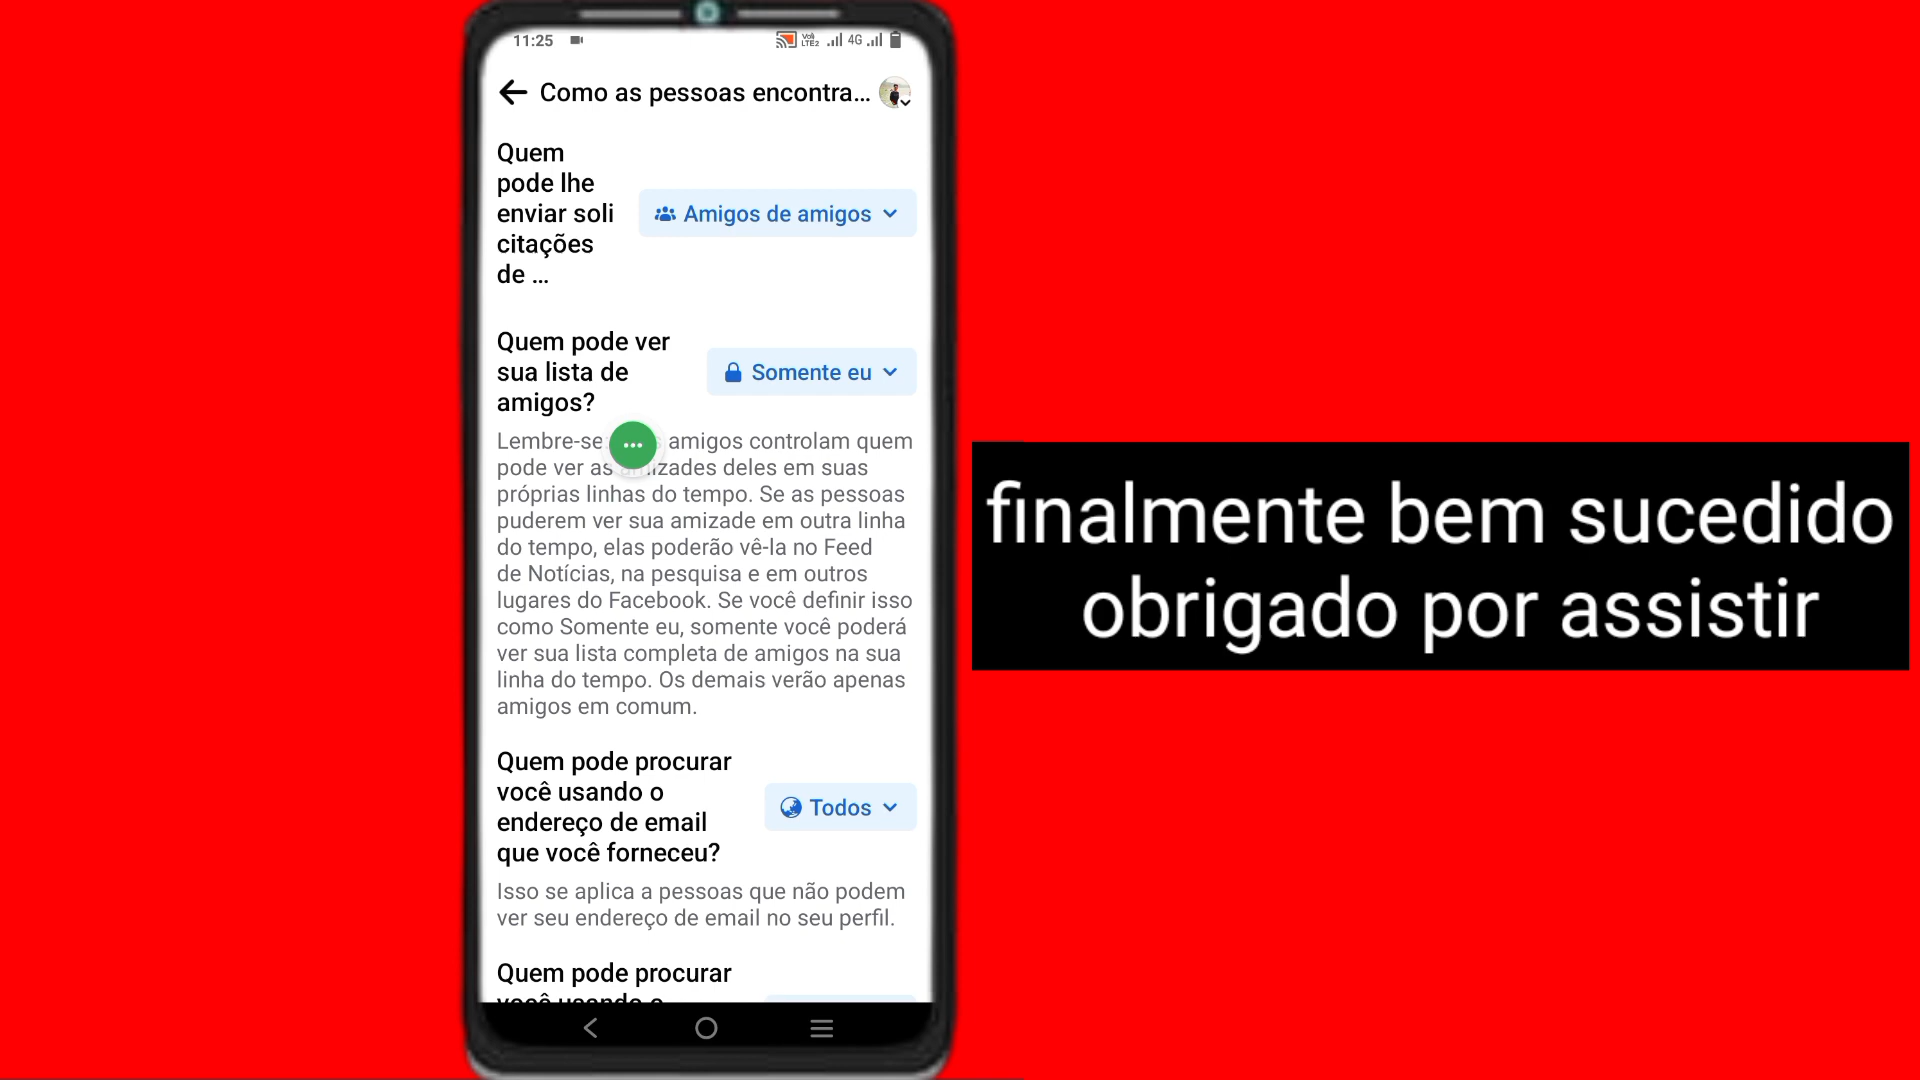 11:25
VoLTE2 4G
Como as pessoas encontra...
Quem
pode lhe
enviar soli
citações
de ...
Amigos de amigos
Quem pode ver
sua lista de
amigos?
Somente eu
Lembre-se amigos controlam quem
pode ver as amizades deles em suas
próprias linhas do tempo. Se as pessoas
puderem ver sua amizade em outra linha
do tempo, elas poderão vê-la no Feed
de Notícias, na pesquisa e em outros
lugares do Facebook. Se você definir isso
como Somente eu, somente você poderá
ver sua lista completa de amigos na sua
linha do tempo. Os demais verão apenas
amigos em comum.
Quem pode procurar
você usando o
endereço de email
que você forneceu?
Todos
Isso se aplica a pessoas que não podem
ver seu endereço de email no seu perfil.
Quem pode procurar
você usando o
finalmente bem sucedido
obrigado por assistir